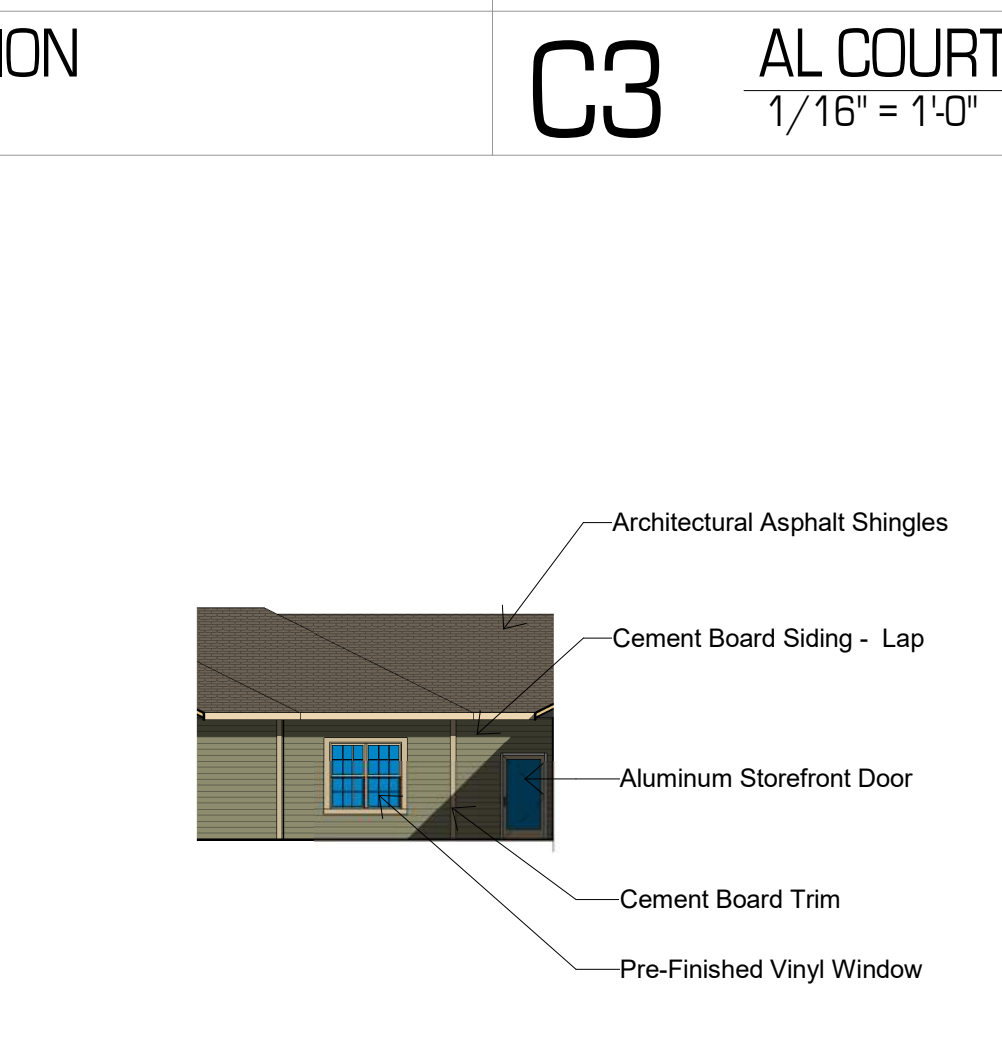 ION
C3
AL COURT
1/16" = 1'-0"
Architectural Asphalt Shingles
Cement Board Siding - Lap
Aluminum Storefront Door
Cement Board Trim
Pre-Finished Vinyl Window